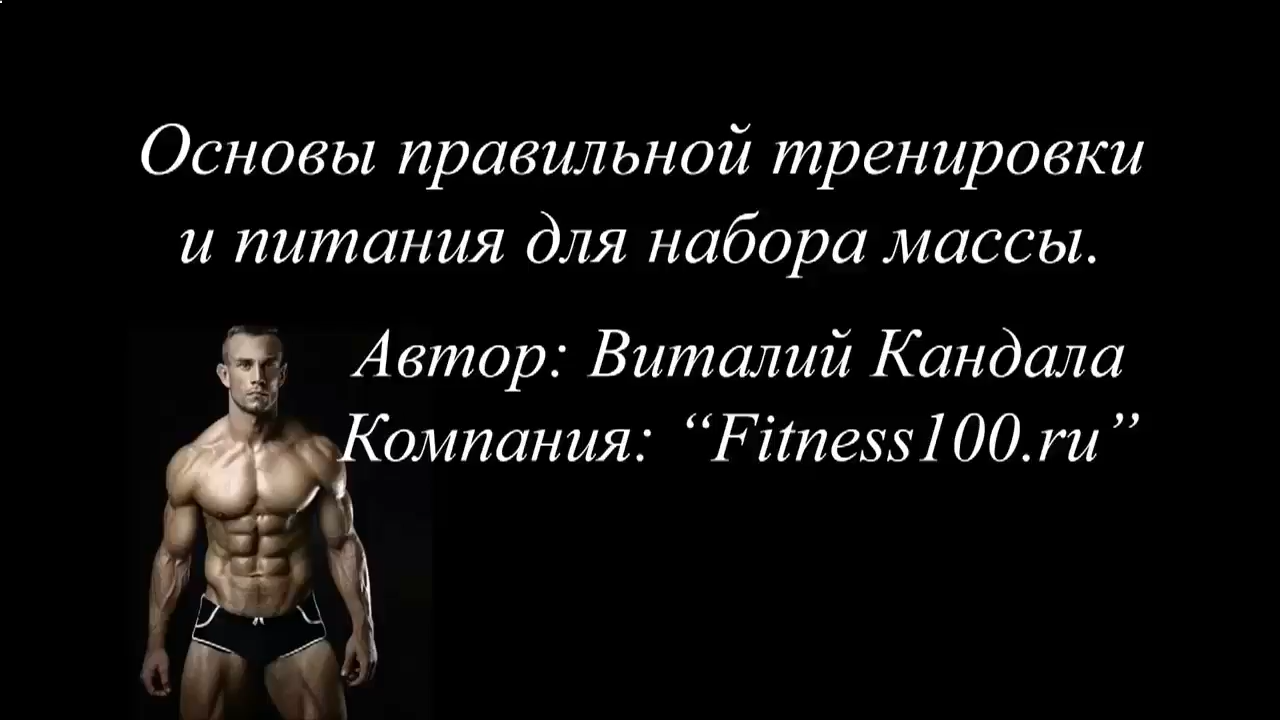 Основы правильной тренировки
и питания для набора массы.
Автор: Виталий Кандала
Компания: “Fitness100.ru”